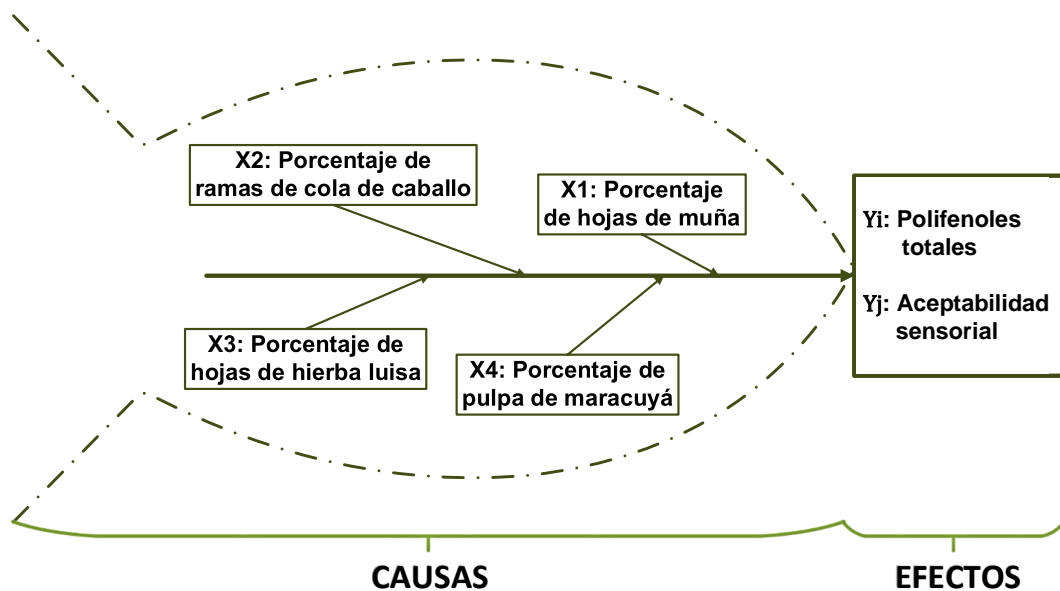 X2: Porcentaje de
ramas de cola de caballo
X1: Porcentaje
de hojas de muña
Yi: Polifenoles
totales
Yj: Aceptabilidad
sensorial
X3: Porcentaje de
hojas de hierba luisa
X4: Porcentaje de
pulpa de maracuyá
CAUSAS
EFECTOS